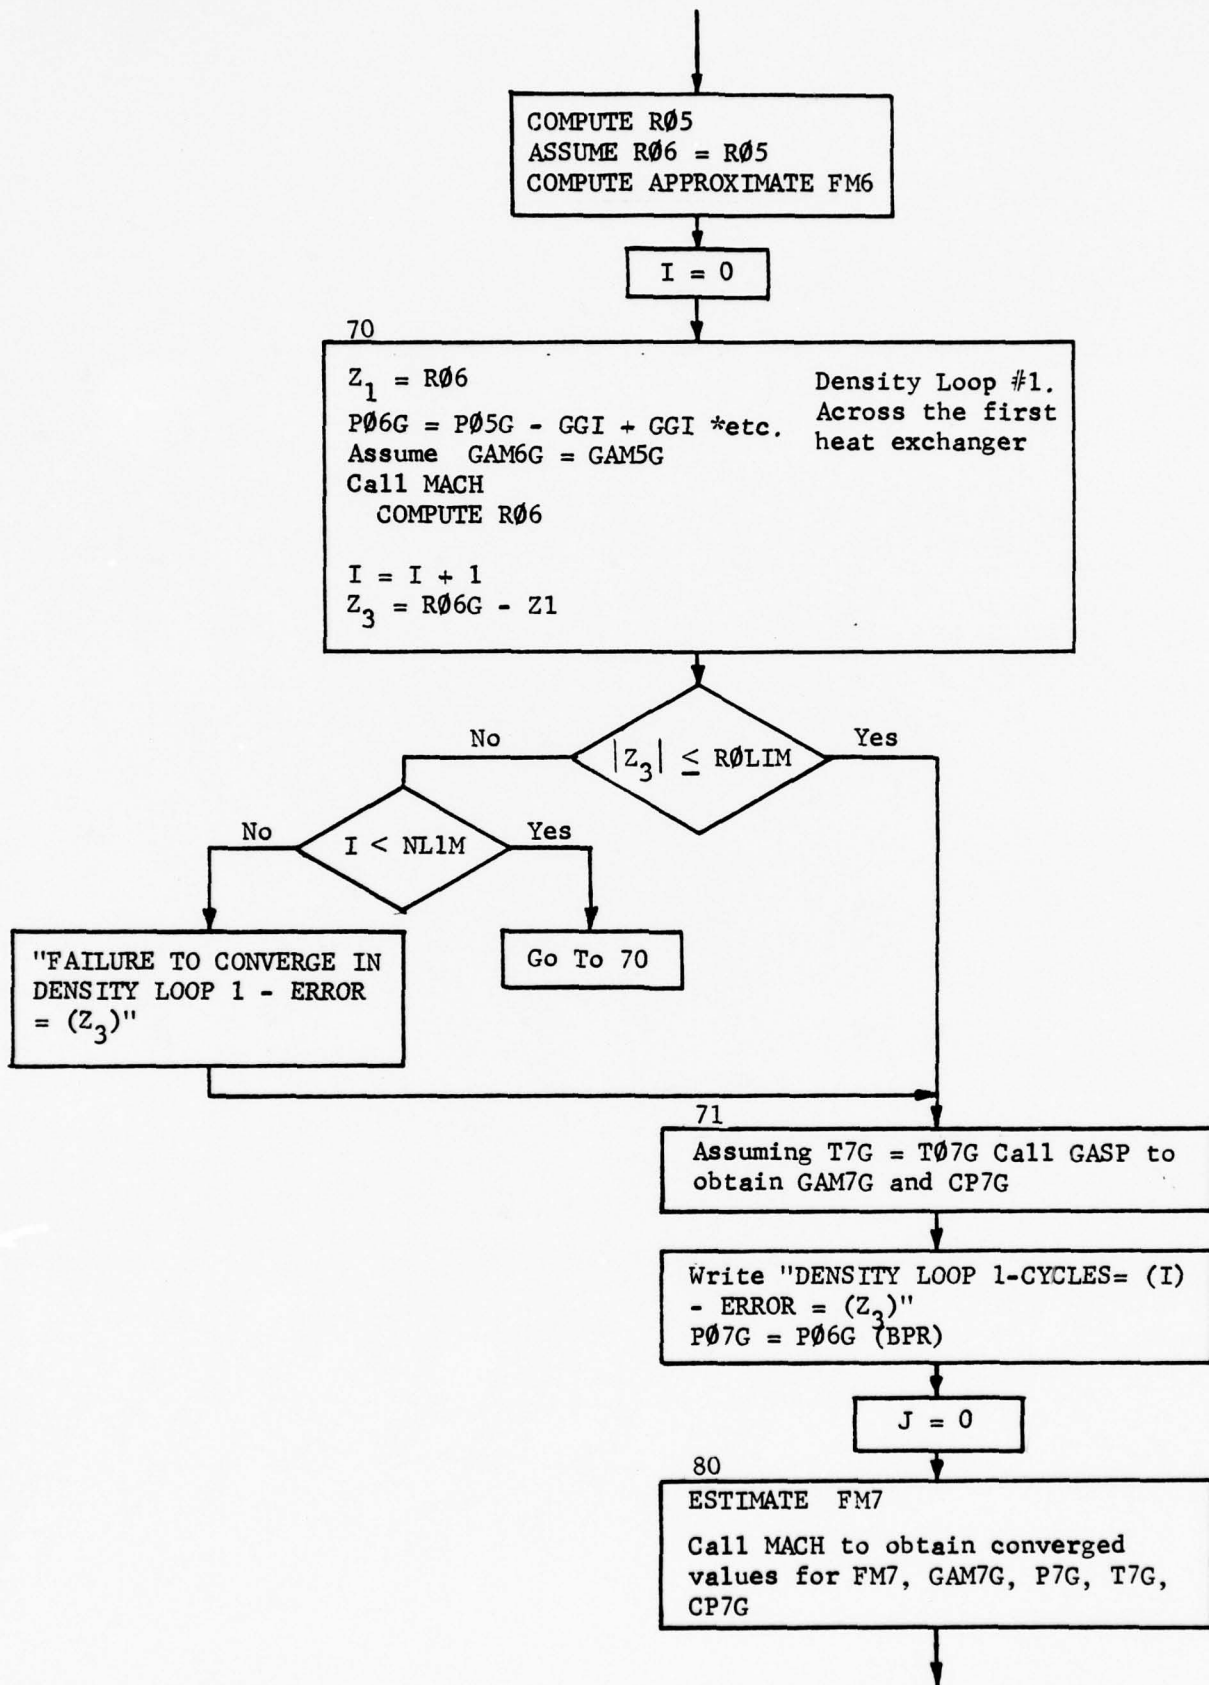 COMPUTE RØ5
ASSUME RØ6 = RØ5
COMPUTE APPROXIMATE FM6
I = 0
70
Z1 = RØ6
PØ6G = PØ5G - GGI + GGI *etc.
Assume GAM6G = GAM5G
Call MACH
COMPUTE RØ6
I = I + 1
Z3 = RØ6G - Z1
Density Loop #1.
Across the first
heat exchanger
|Z3| ≤ RØLIM
No
Yes
I < NL1M
No
Yes
"FAILURE TO CONVERGE IN
DENSITY LOOP 1 - ERROR
= (Z3)"
Go To 70
71
Assuming T7G = TØ7G Call GASP to
obtain GAM7G and CP7G
Write "DENSITY LOOP 1-CYCLES= (I)
- ERROR = (Z3)"
PØ7G = PØ6G (BPR)
J = 0
80
ESTIMATE FM7
Call MACH to obtain converged
values for FM7, GAM7G, P7G, T7G,
CP7G